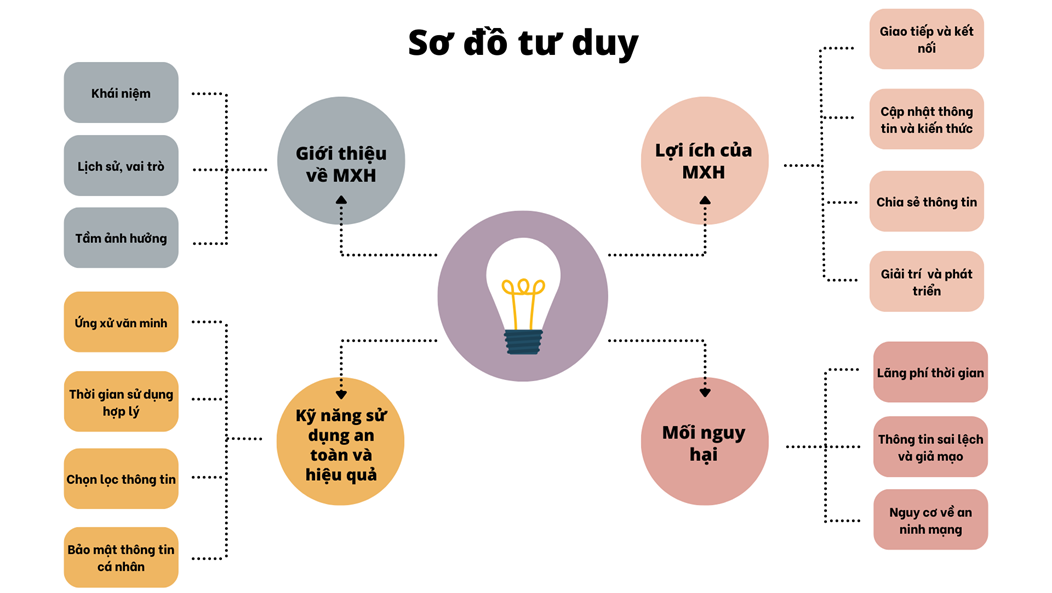 Sơ đồ tư duy
Giới thiệu
về MXH
Khái niệm
Lịch sử, vai trò
Tầm ảnh hưởng
Lợi ích của
MXH
Giao tiếp và kết
nối
Cập nhật thông
tin và kiến thức
Chia sẻ thông tin
Giải trí và phát
triển
Kỹ năng sử
dụng an
toàn và
hiệu quả
Ứng xử văn minh
Thời gian sử dụng
hợp lý
Chọn lọc thông tin
Bảo mật thông tin
cá nhân
Mối nguy
hại
Lãng phí thời gian
Thông tin sai lệch
và giả mạo
Nguy cơ về an
ninh mạng